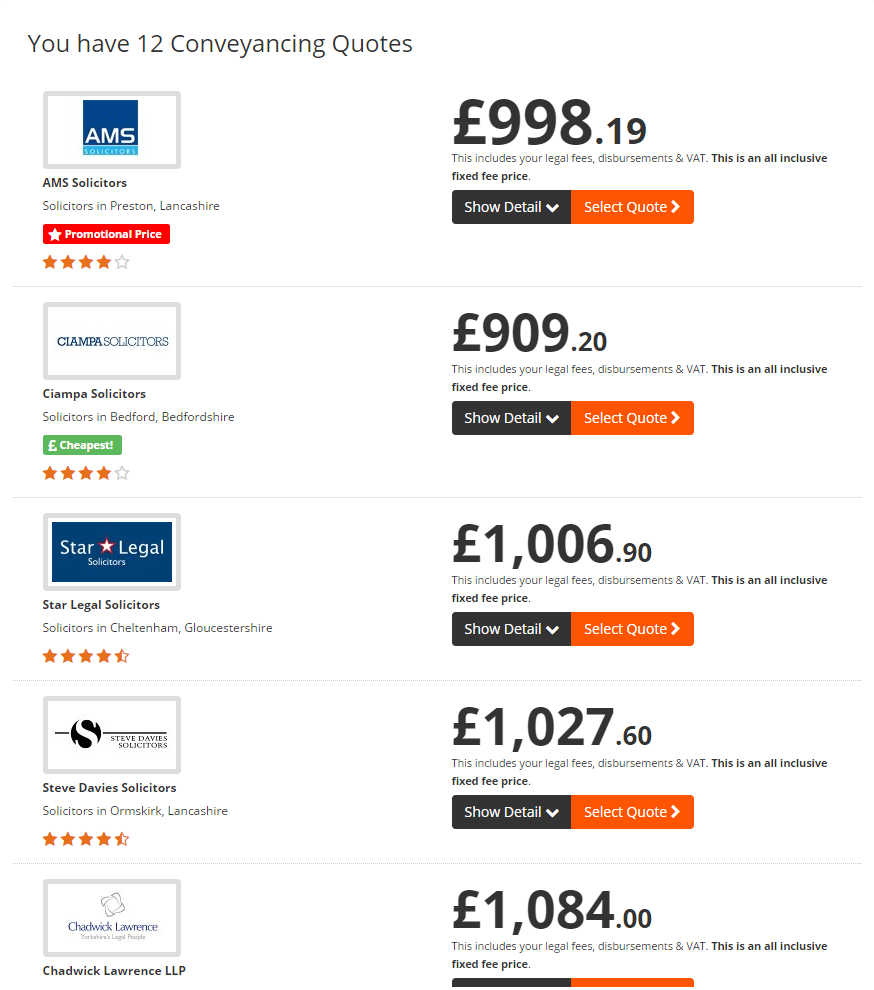 You have 12 Conveyancing Quotes
AMS
SOLICITORS
AMS Solicitors
Solicitors in Preston, Lancashire
Promotional Price
£998.19
This includes your legal fees, disbursements & VAT. This is an all inclusive
fixed fee price.
Show Detail
Select Quote
CIAMPA SOLICITORS
Ciampa Solicitors
Solicitors in Bedford, Bedfordshire
£ Cheapest!
£909.20
This includes your legal fees, disbursements & VAT. This is an all inclusive
fixed fee price.
Show Detail
Select Quote
Star Legal
Solicitors
Star Legal Solicitors
Solicitors in Cheltenham, Gloucestershire
£1,006.90
This includes your legal fees, disbursements & VAT. This is an all inclusive
fixed fee price.
Show Detail
Select Quote
S
STEVE DAVIES
SOLICITORS
Steve Davies Solicitors
Solicitors in Ormskirk, Lancashire
£1,027.60
This includes your legal fees, disbursements & VAT. This is an all inclusive
fixed fee price.
Show Detail
Select Quote
Chadwick Lawrence
Yorkshire's Legal People
Chadwick Lawrence LLP
£1,084.00
This includes your legal fees, disbursements & VAT. This is an all inclusive
fixed fee price.